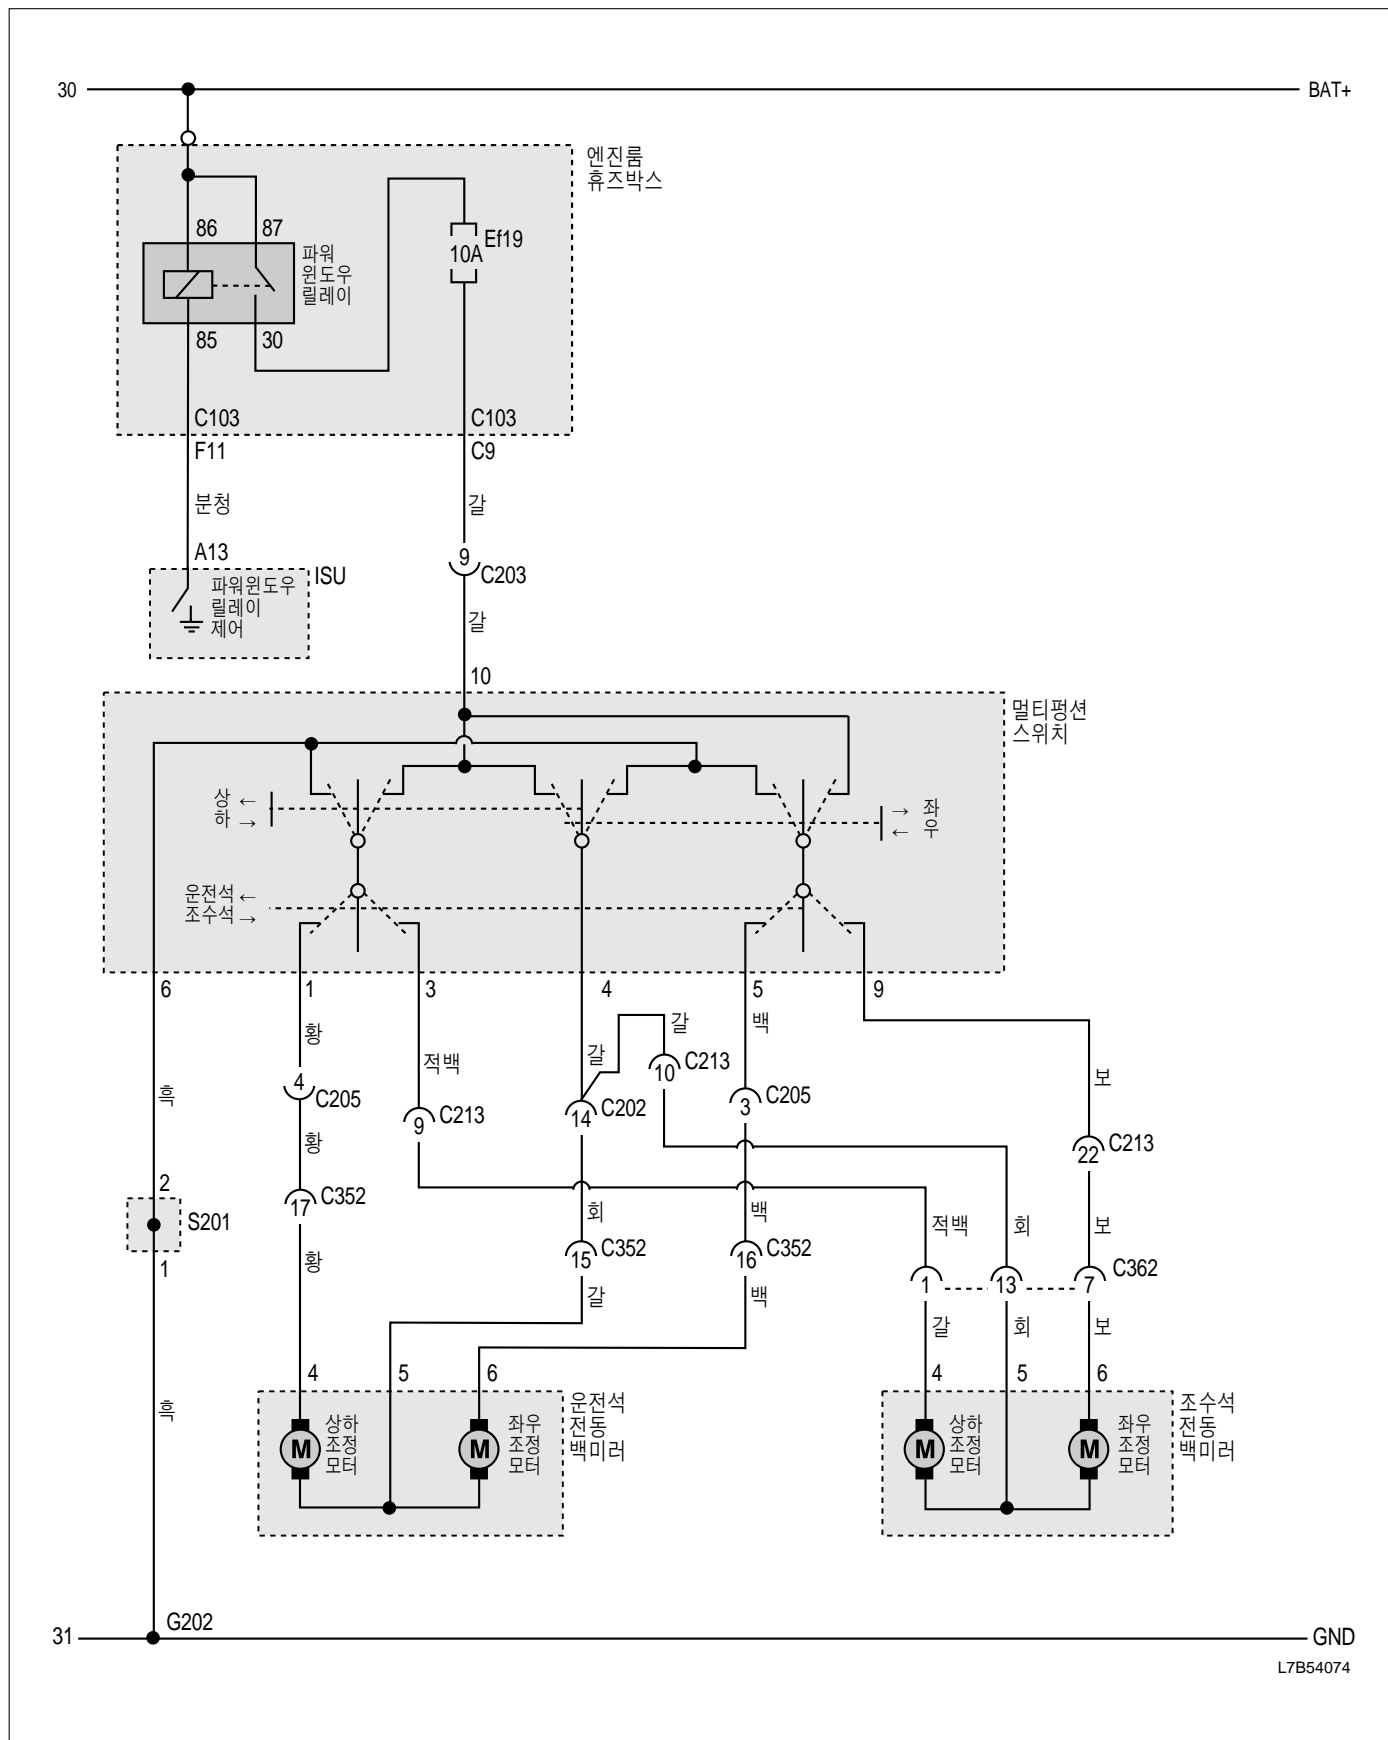 30
BAT+
엔진룸
휴즈박스
86
87
파워
윈도우
릴레이
Ef19
10A
85
30
C103
C103
F11
C9
분청
갈
A13
9
C203
ISU
파워윈도우
릴레이
제어
갈
10
멀티펑션
스위치
상 ←
하 →
→ 좌
← 우
운전석 ←
조수석 →
6
1
3
4
5
9
황
적백
갈
갈
백
보
4
C205
흑
10
C213
3
C205
9
C213
14
C202
황
22
C213
2
17
C352
S201
1
회
백
적백
회
보
황
15
C352
16
C352
C362
1
13
7
갈
백
갈
회
보
흑
4
5
6
운전석
전동
백미러
4
5
6
조수석
전동
백미러
M
상하
조정
모터
M
좌우
조정
모터
M
상하
조정
모터
M
좌우
조정
모터
G202
31
GND
L7B54074